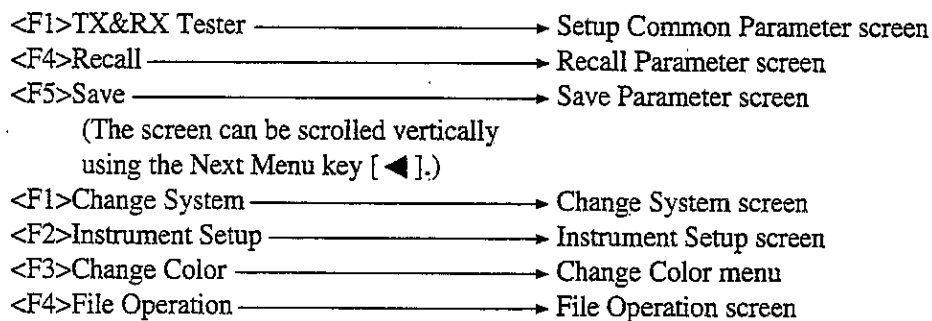 <F1>TX&RX Tester → Setup Common Parameter screen
<F4>Recall → Recall Parameter screen
<F5>Save → Save Parameter screen
(The screen can be scrolled vertically
using the Next Menu key [ ◀ ].)
<F1>Change System → Change System screen
<F2>Instrument Setup → Instrument Setup screen
<F3>Change Color → Change Color menu
<F4>File Operation → File Operation screen